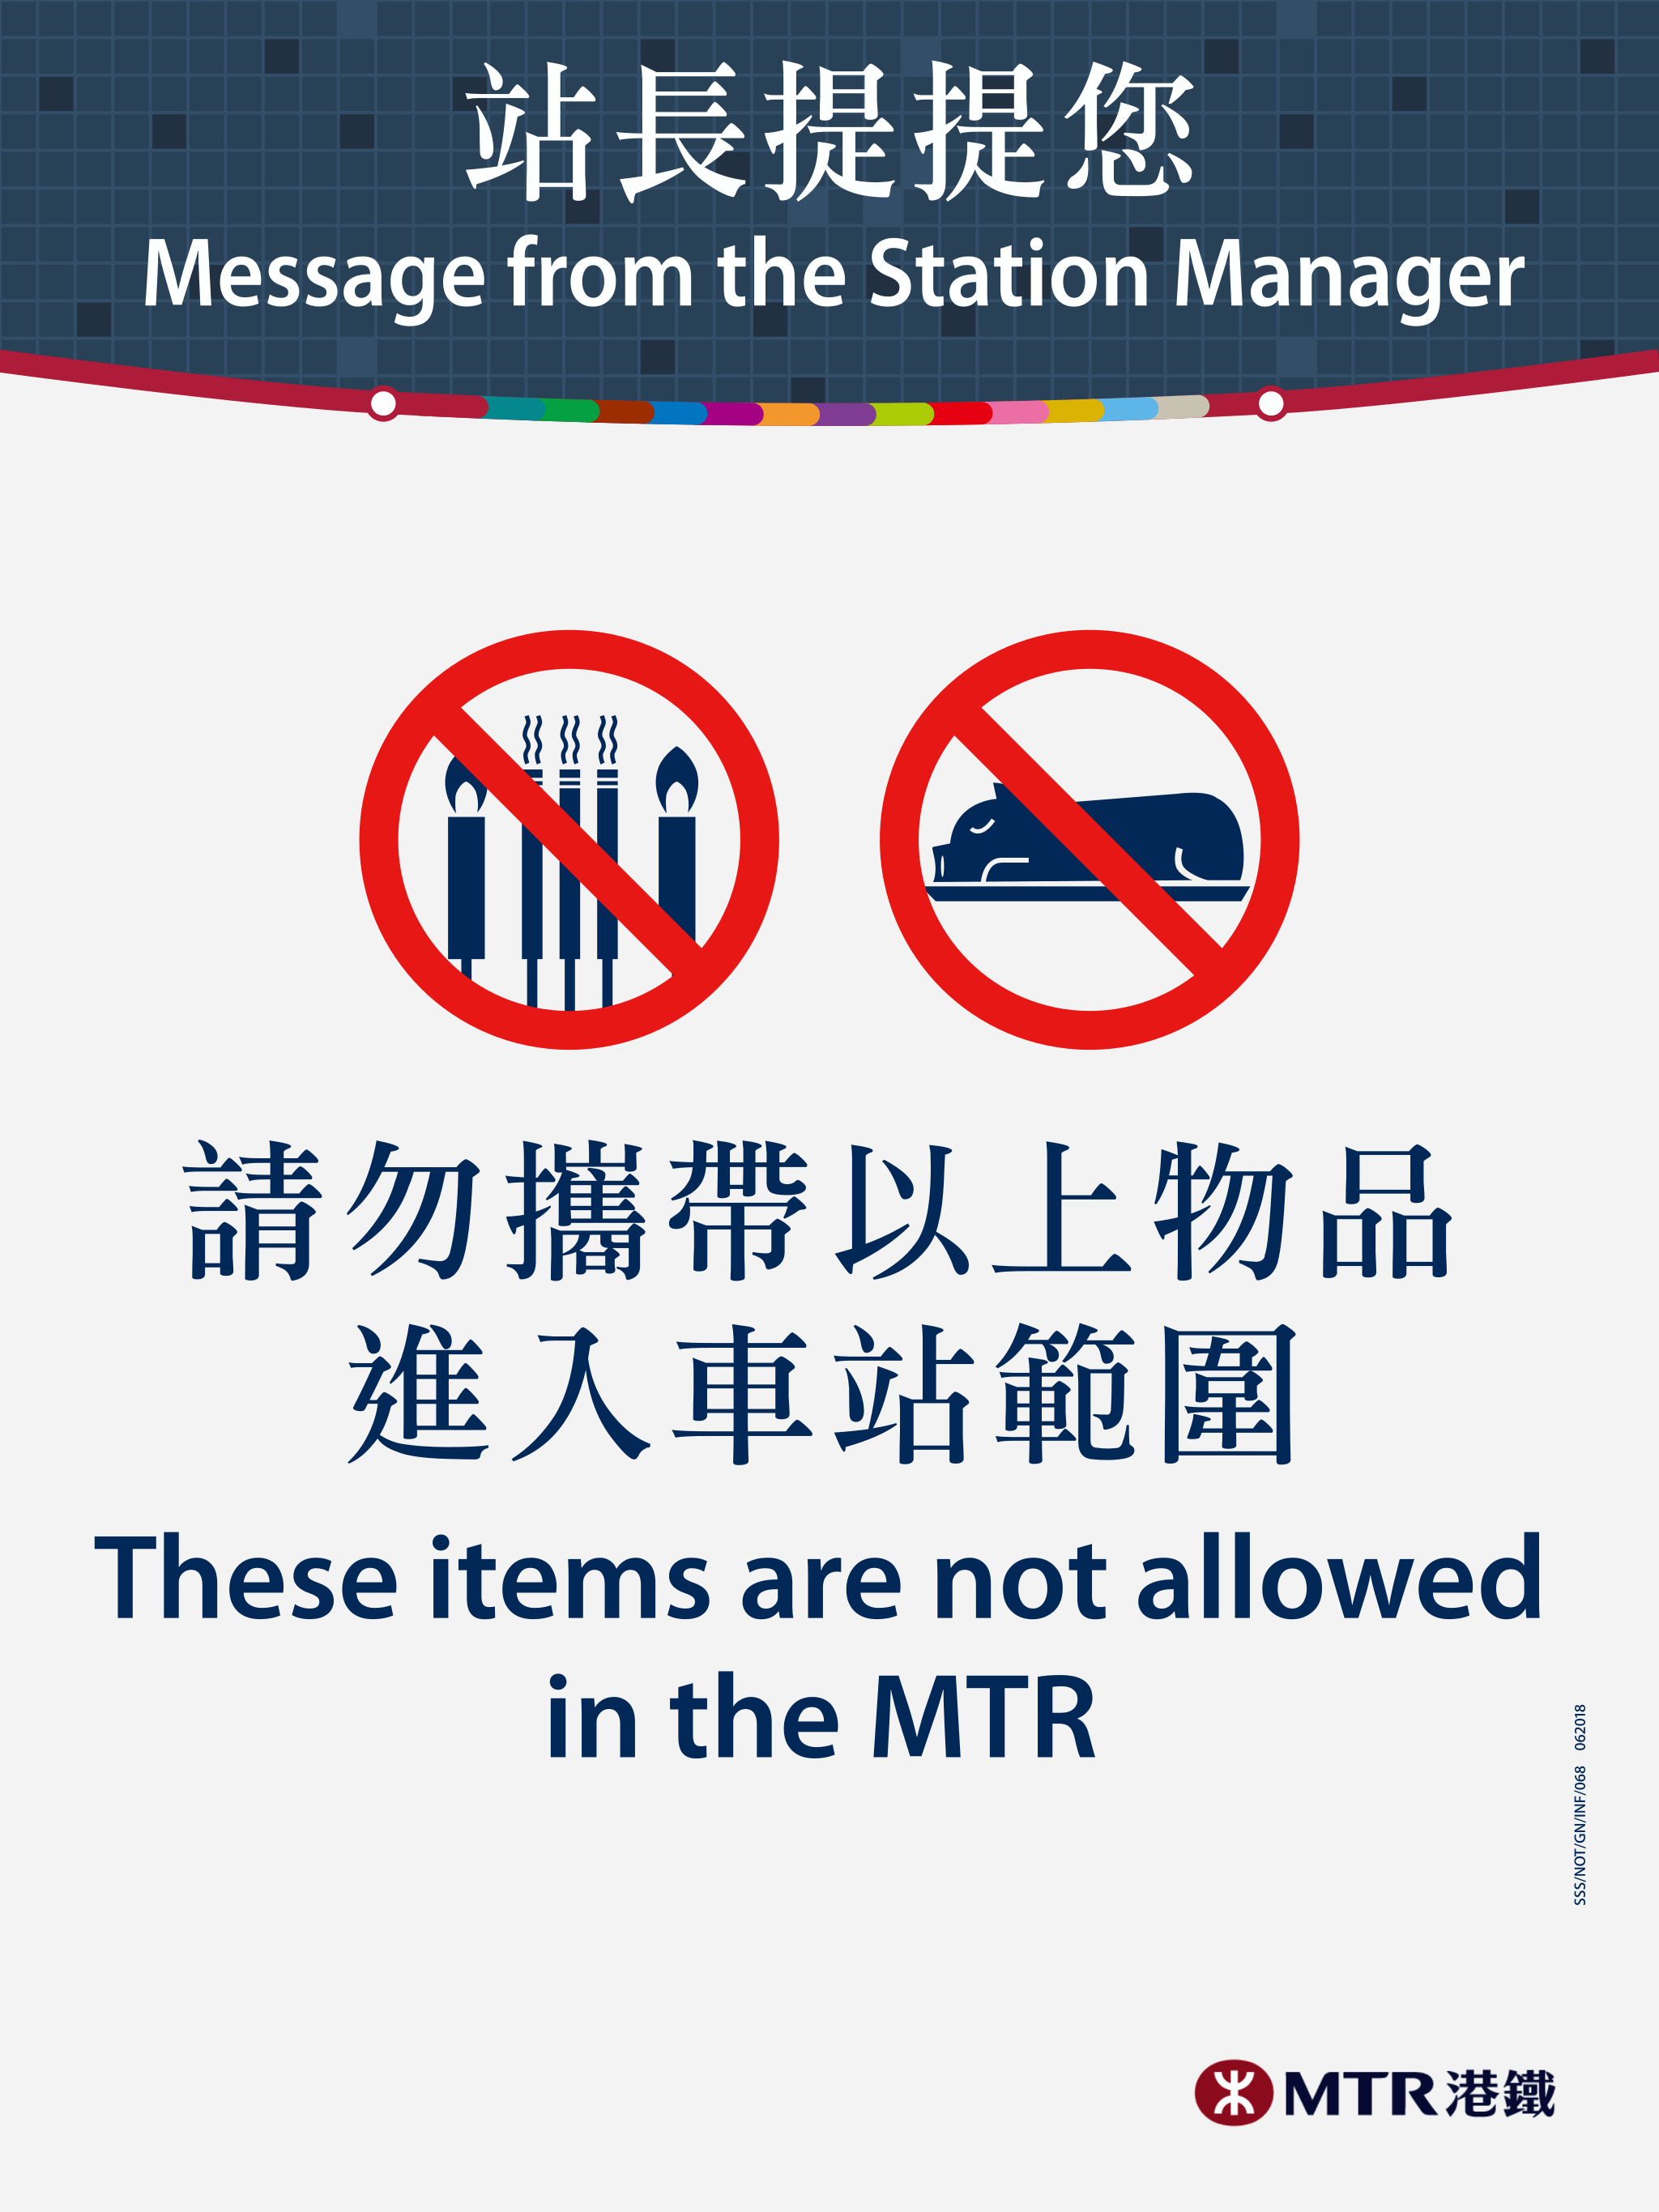 站長提提您
Message from the Station Manager
請勿攜帶以上物品
進入車站範圍
These items are not allowed
in the MTR
SSS/NOT/GN/INF/068 062018
MTR港鐵